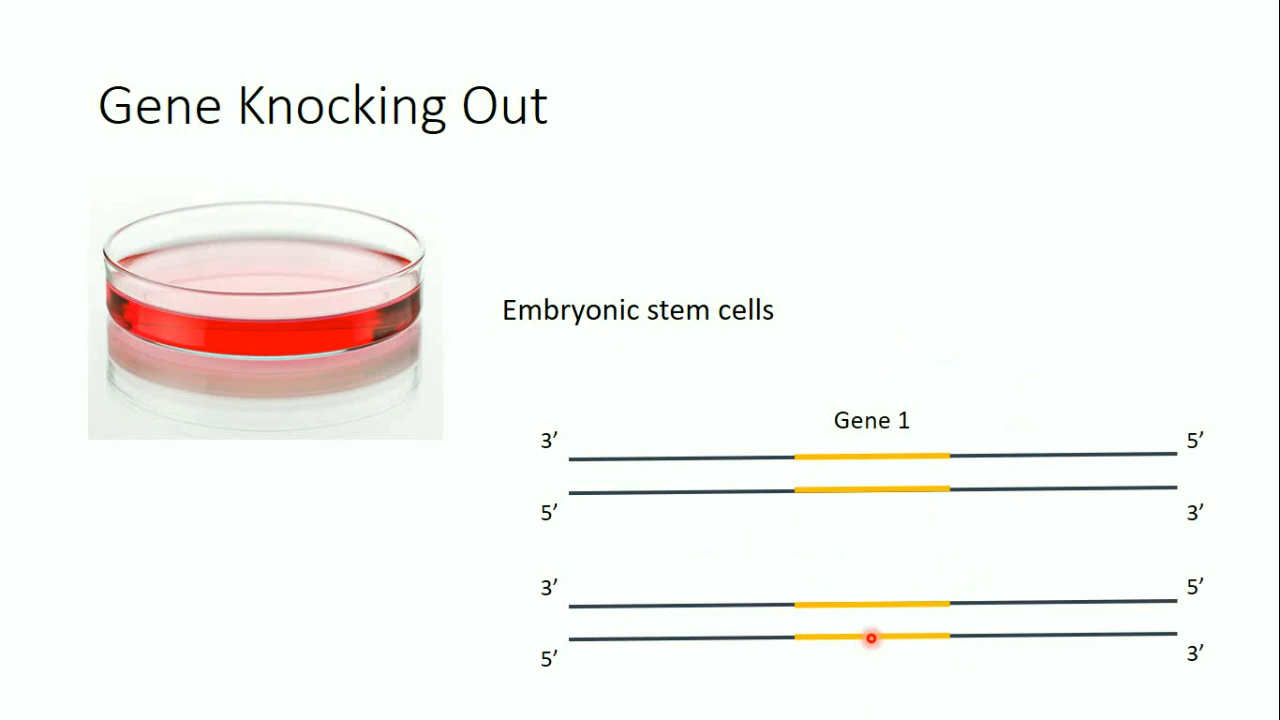 Gene Knocking Out
Embryonic stem cells
Gene 1
3’
5’
5’
3’
3’
5’
5’
3’